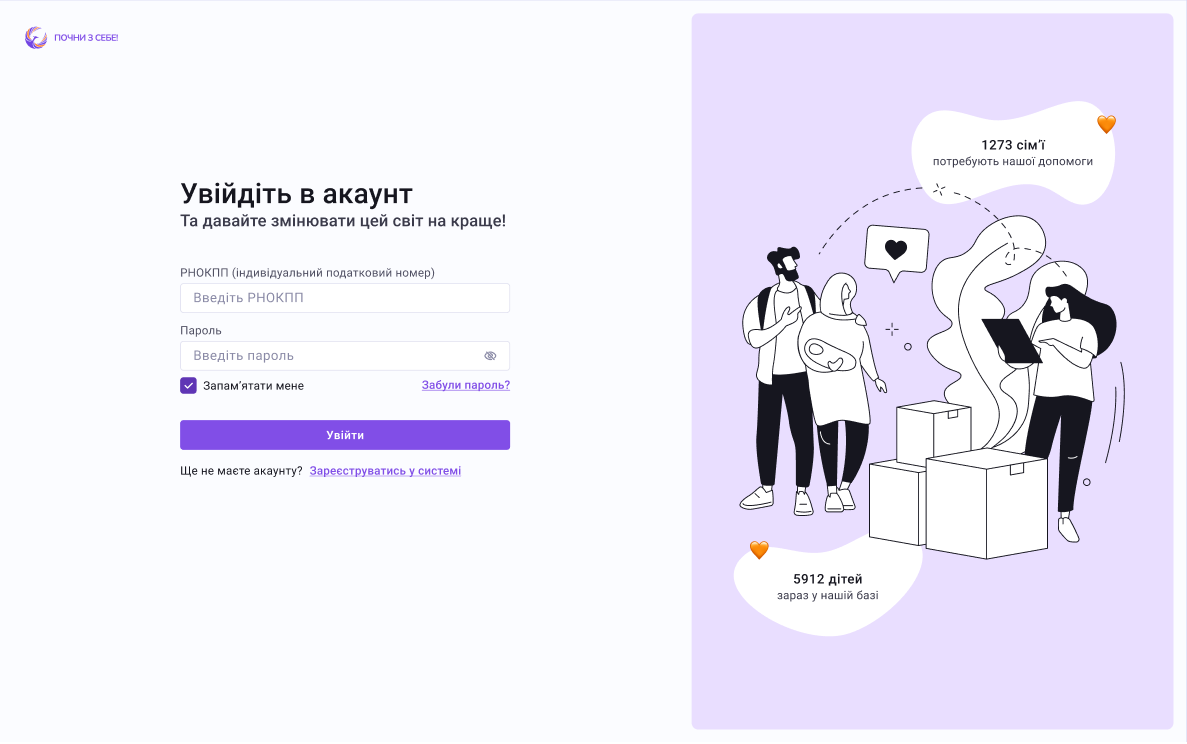 ПОЧНИ З СЕБЕ!
Увійдіть в акаунт
Та давайте змінювати цей світ на краще!
РНОКПП (індивідуальний податковий номер)
Введіть РНОКПП
Пароль
Введіть пароль
Запам’ятати мене
Забули пароль?
Увійти
Ще не маєте акаунту? Зареєструватись у системі
1273 сім’ї
потребують нашої допомоги
5912 дітей
зараз у нашій базі